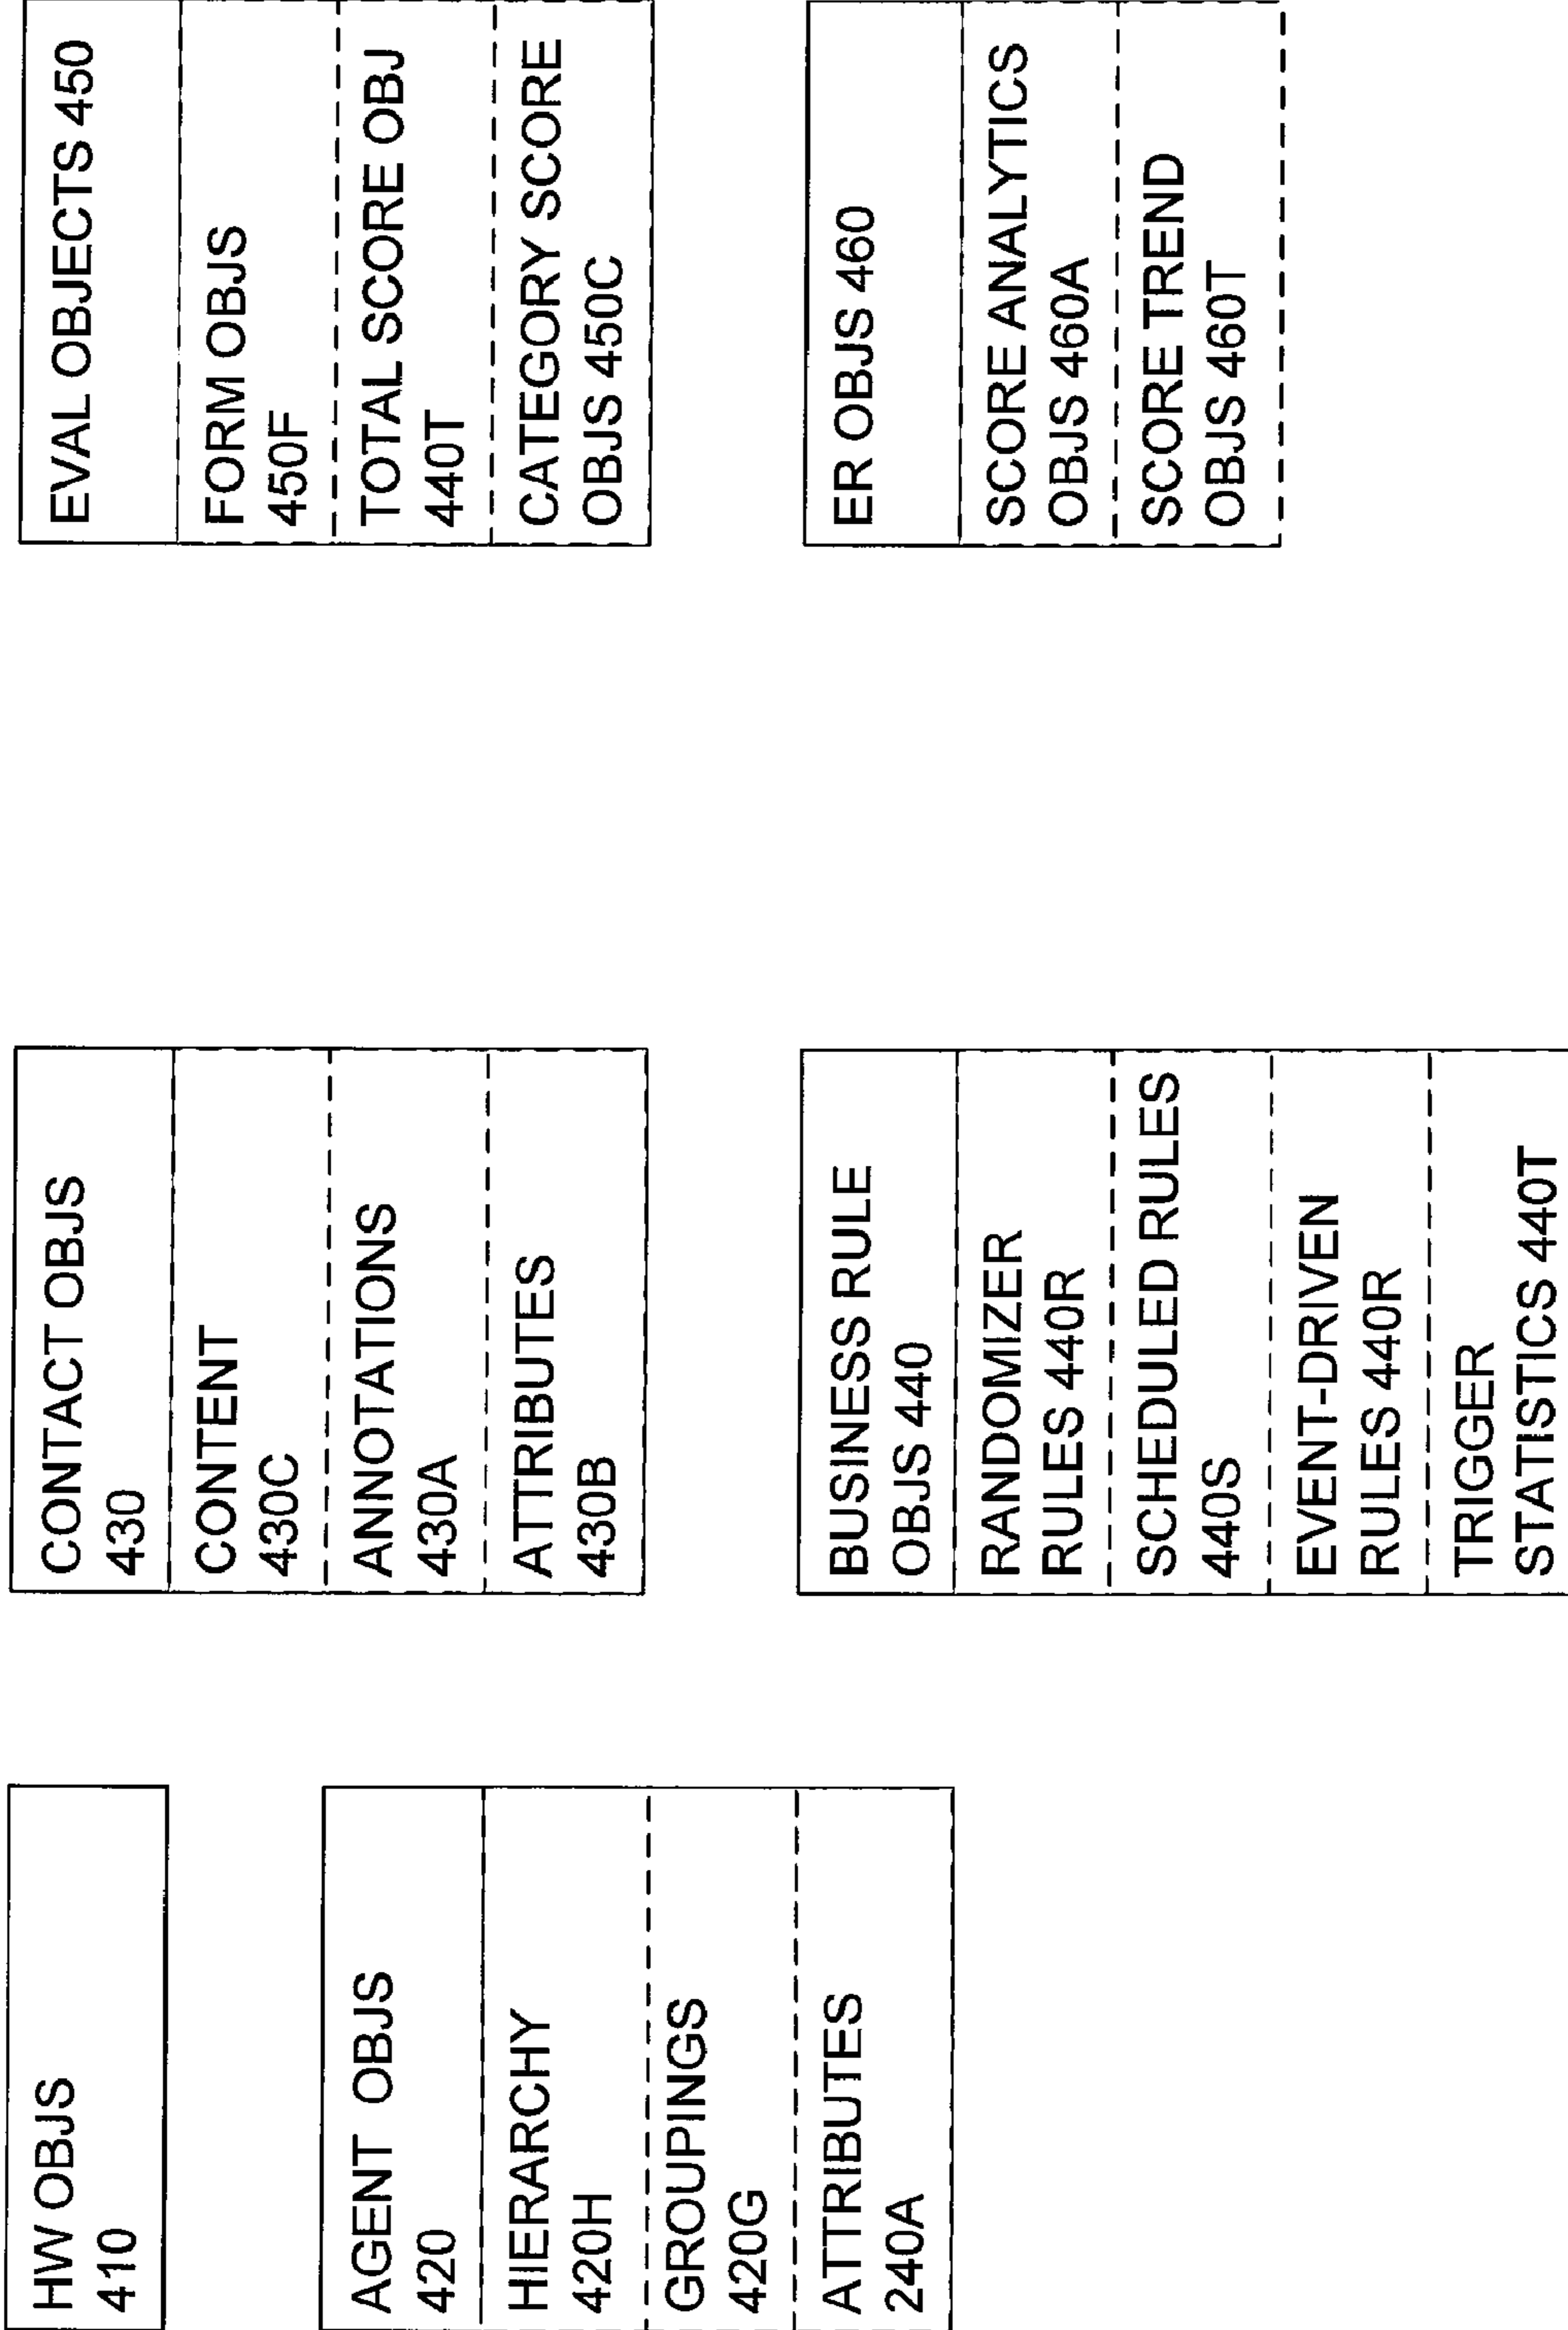 HW OBJS
410
AGENT OBJS
420
HIERARCHY
420H
GROUPINGS
420G
ATTRIBUTES
240A
CONTACT OBJS
430
CONTENT
430C
ANNOTATIONS
430A
ATTRIBUTES
430B
BUSINESS RULE
OBJS 440
RANDOMIZER
RULES 440R
SCHEDULED RULES
440S
EVENT-DRIVEN
RULES 440R
TRIGGER
STATISTICS 440T
EVAL OBJECTS 450
FORM OBJS
450F
TOTAL SCORE OBJ
440T
CATEGORY SCORE
OBJS 450C
ER OBJS 460
SCORE ANALYTICS
OBJS 460A
SCORE TREND
OBJS 460T